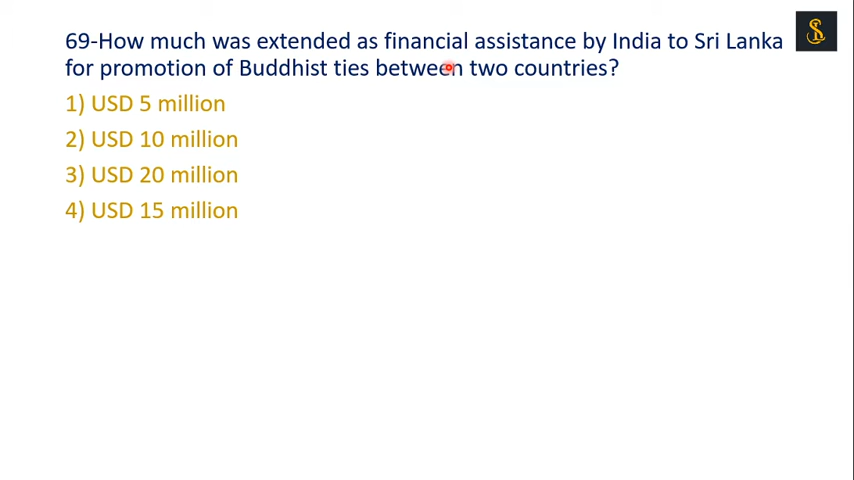 69-How much was extended as financial assistance by India to Sri Lanka
for promotion of Buddhist ties between two countries?
1) USD 5 million
2) USD 10 million
3) USD 20 million
4) USD 15 million